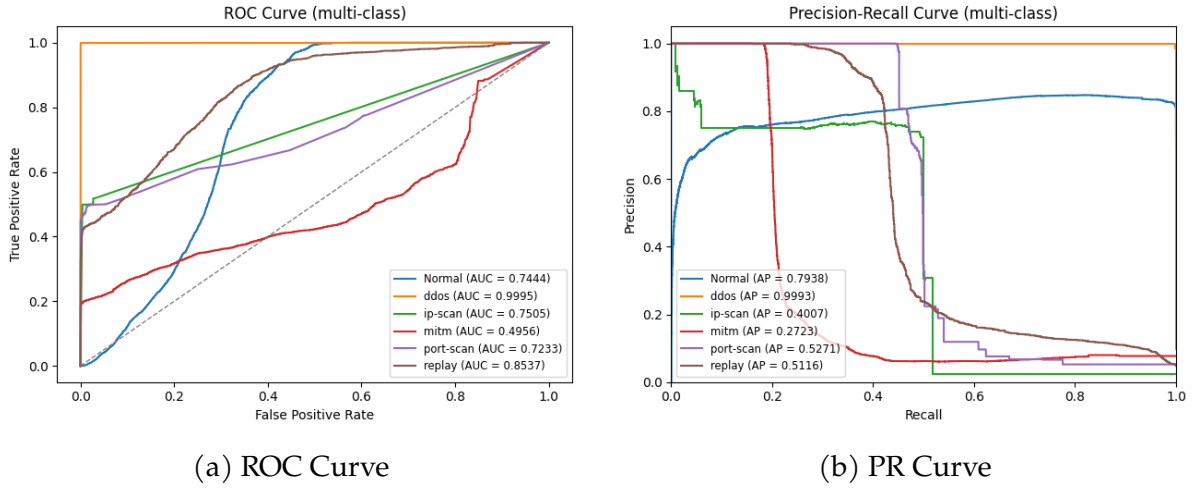 ROC Curve (multi-class)
1.0
0.8
0.6
0.4
0.2
0.0
True Positive Rate
Normal (AUC = 0.7444)
ddos (AUC = 0.9995)
ip-scan (AUC = 0.7505)
mitm (AUC = 0.4956)
port-scan (AUC = 0.7233)
replay (AUC = 0.8537)
0.0 0.2 0.4 0.6 0.8 1.0
False Positive Rate
(a) ROC Curve
Precision-Recall Curve (multi-class)
1.0
0.8
0.6
0.4
0.2
0.0
Precision
Normal (AP = 0.7938)
ddos (AP = 0.9993)
ip-scan (AP = 0.4007)
mitm (AP = 0.2723)
port-scan (AP = 0.5271)
replay (AP = 0.5116)
0.0 0.2 0.4 0.6 0.8 1.0
Recall
(b) PR Curve